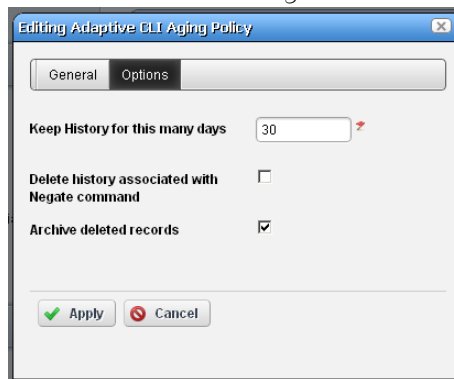 Editing Adaptive CLI Aging Policy
General Options
Keep History for this many days 30
Delete history associated with
Negate command
Archive deleted records
Apply Cancel